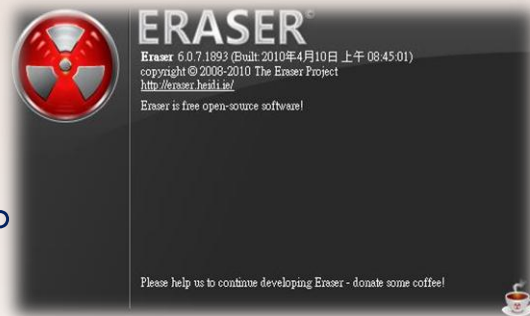 ERASER©
Eraser 6.0.7.1893 (Built: 2010年4月10日 上午 08:45:01)
copyright © 2008-2010 The Eraser Project
http://eraser.heidi.ie/
Eraser is free open-source software!
。
Please help us to continue developing Eraser - donate some coffee!